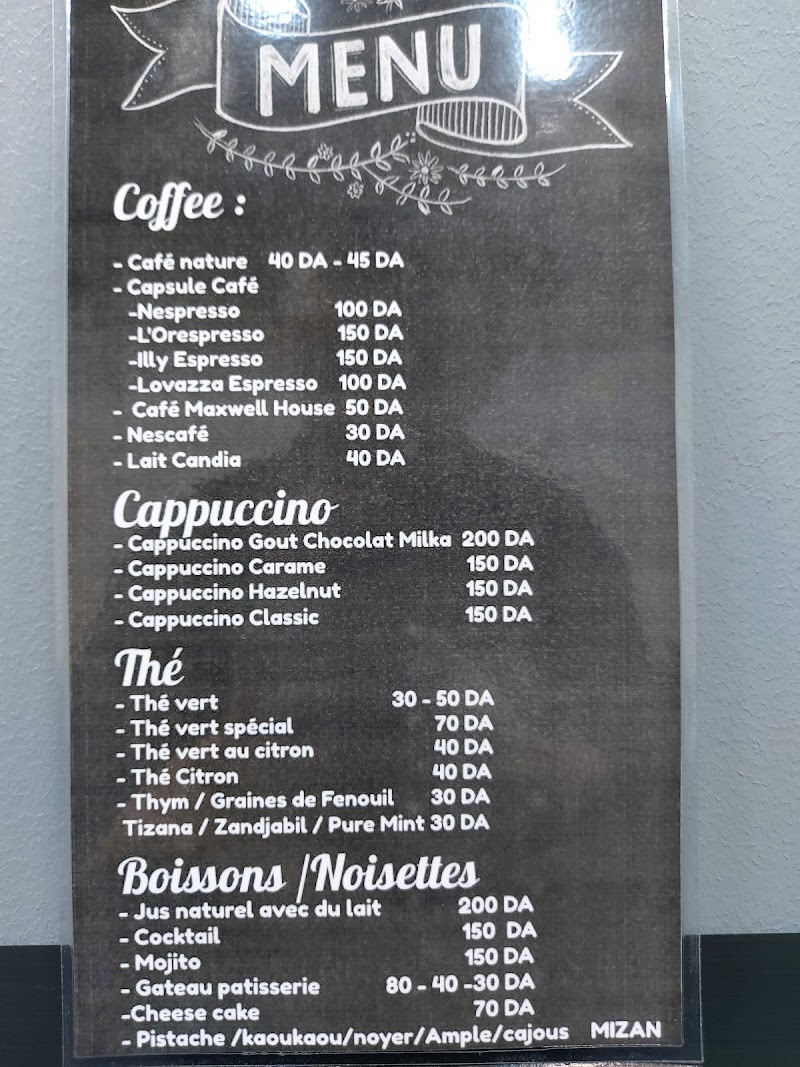 MENU
Coffee :
- Café nature 40 DA - 45 DA
- Capsule Café
-Nespresso 100 DA
-L'Orespresso 150 DA
-Illy Espresso 150 DA
-Lovazza Espresso 100 DA
- Café Maxwell House 50 DA
- Nescafé 30 DA
- Lait Candia 40 DA
Cappuccino
- Cappuccino Gout Chocolat Milka 200 DA
- Cappuccino Carame 150 DA
- Cappuccino Hazelnut 150 DA
- Cappuccino Classic 150 DA
Thé
- Thé vert 30 - 50 DA
- Thé vert spécial 70 DA
- Thé vert au citron 40 DA
- Thé Citron 40 DA
- Thym / Graines de Fenouil 30 DA
Tizana / Zandjabil / Pure Mint 30 DA
Boissons /Noisettes
- Jus naturel avec du lait 200 DA
- Cocktail 150 DA
- Mojito 150 DA
- Gateau patisserie 80 - 40 -30 DA
-Cheese cake 70 DA
- Pistache /kaoukaou/noyer/Ample/cajous MIZAN